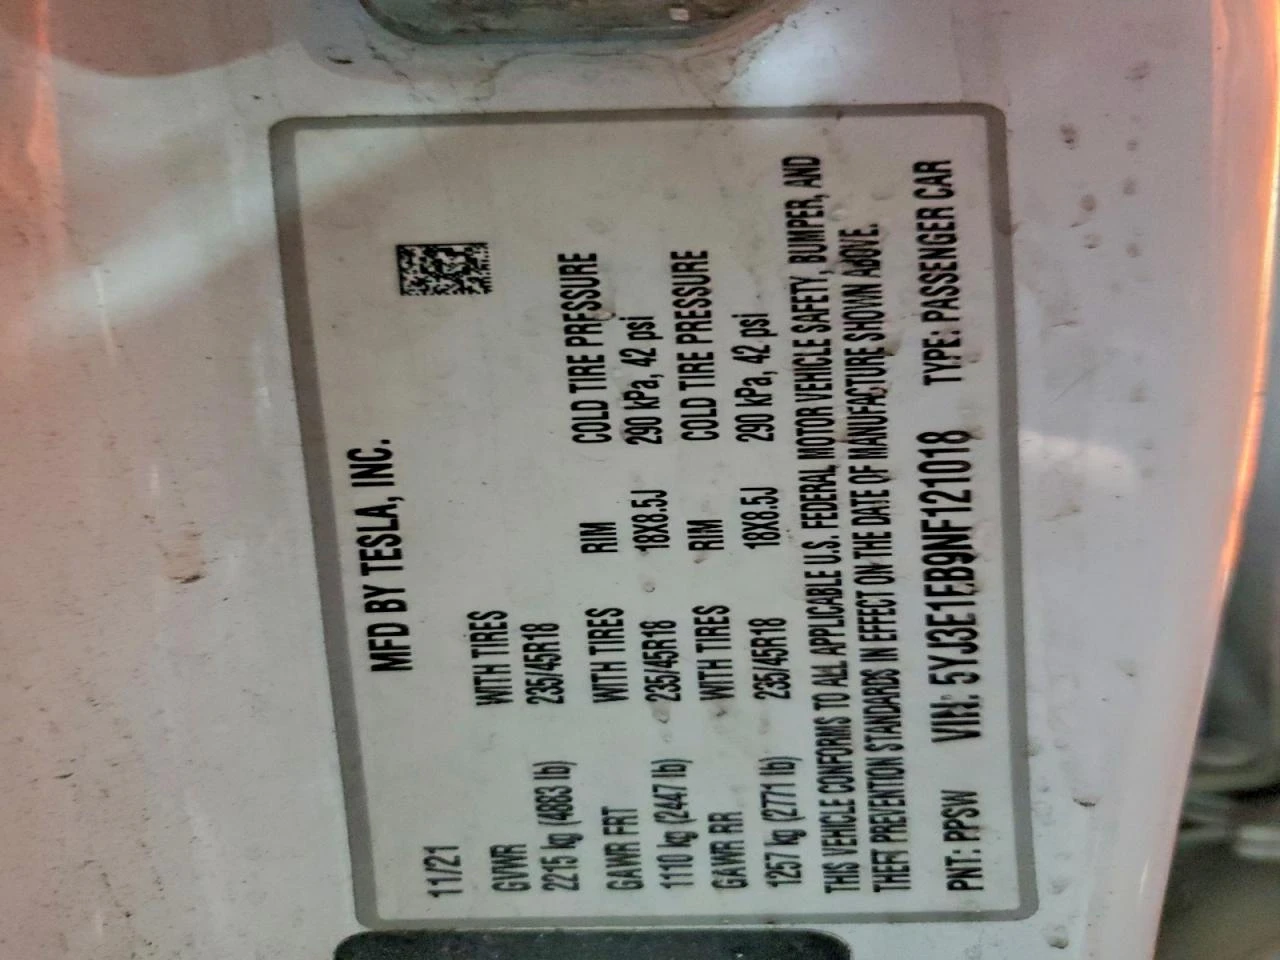 MFD BY TESLA, INC.
11/21
GVWR WITH TIRES
2215 kg (4883 lb) 235/45R18
GAWR FRT WITH TIRES RIM COLD TIRE PRESSURE
1110 kg (2447 lb) 235/45R18 18X8.5J 290 kPa, 42 psi
GAWR RR WITH TIRES RIM COLD TIRE PRESSURE
1257 kg (2771 lb) 235/45R18 18X8.5J 290 kPa, 42 psi
THIS VEHICLE CONFORMS TO ALL APPLICABLE U.S. FEDERAL MOTOR VEHICLE SAFETY, BUMPER, AND
THEFT PREVENTION STANDARDS IN EFFECT ON THE DATE OF MANUFACTURE SHOWN ABOVE.
PNT: PPSW VIN: 5YJ3E1EB9NF121018 TYPE: PASSENGER CAR